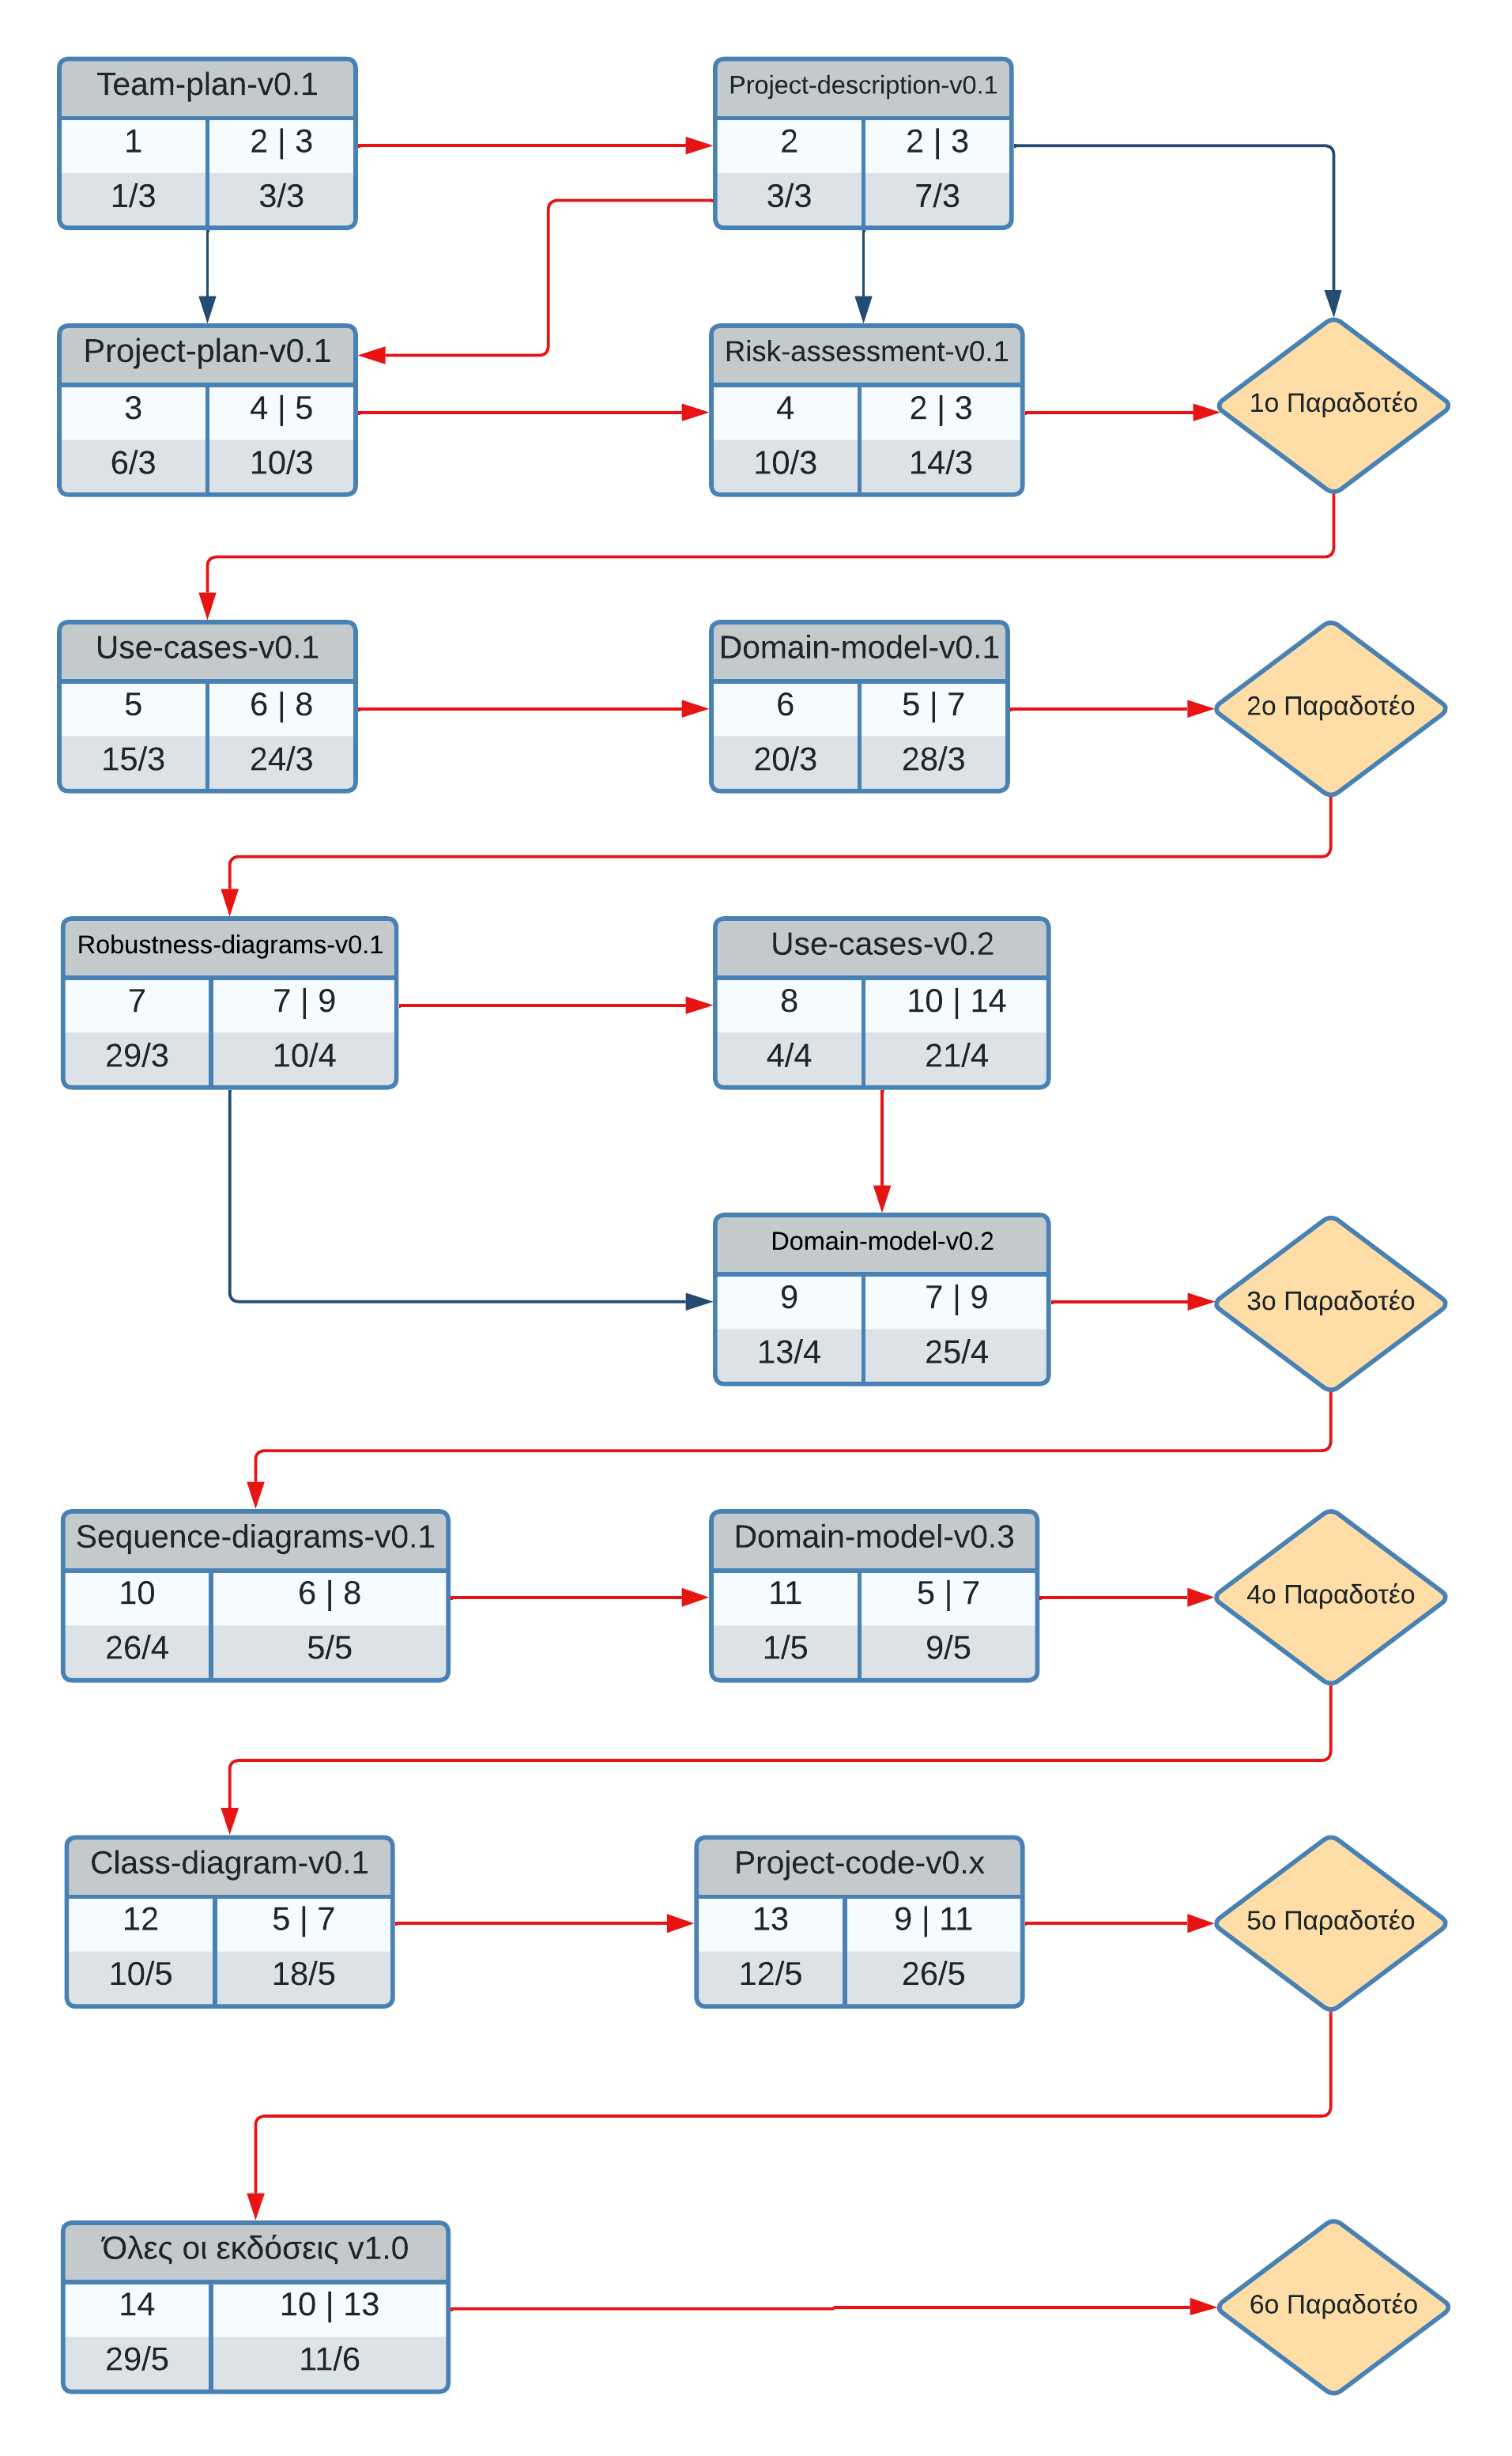 Team-plan-v0.1
1
2 | 3
1/3
3/3
Project-description-v0.1
2
2 | 3
3/3
7/3
Project-plan-v0.1
3
4 | 5
6/3
10/3
Risk-assessment-v0.1
4
2 | 3
10/3
14/3
1ο Παραδοτέο
Use-cases-v0.1
5
6 | 8
15/3
24/3
Domain-model-v0.1
6
5 | 7
20/3
28/3
2ο Παραδοτέο
Robustness-diagrams-v0.1
7
7 | 9
29/3
10/4
Use-cases-v0.2
8
10 | 14
4/4
21/4
Domain-model-v0.2
9
7 | 9
13/4
25/4
3ο Παραδοτέο
Sequence-diagrams-v0.1
10
6 | 8
26/4
5/5
Domain-model-v0.3
11
5 | 7
1/5
9/5
4ο Παραδοτέο
Class-diagram-v0.1
12
5 | 7
10/5
18/5
Project-code-v0.x
13
9 | 11
12/5
26/5
5ο Παραδοτέο
Όλες οι εκδόσεις v1.0
14
10 | 13
29/5
11/6
6ο Παραδοτέο